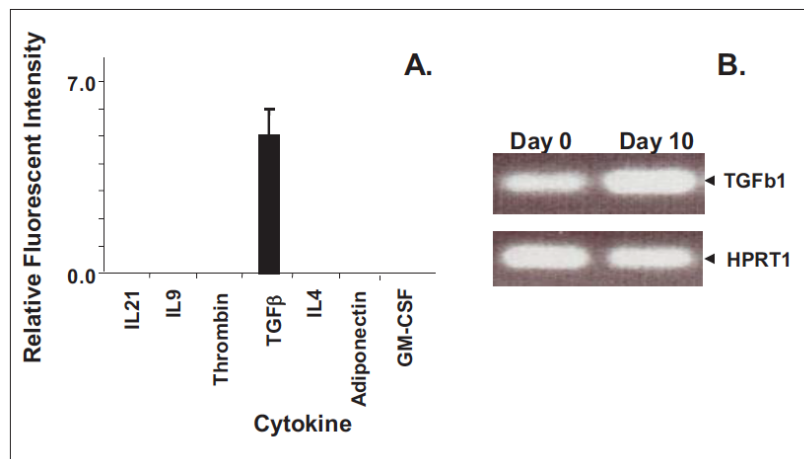 A.
Relative Fluorescent Intensity
7.0
0.0
IL21
IL9
Thrombin
TGFβ
IL4
Adiponectin
GM-CSF
Cytokine
B.
Day 0 Day 10
TGFb1
HPRT1